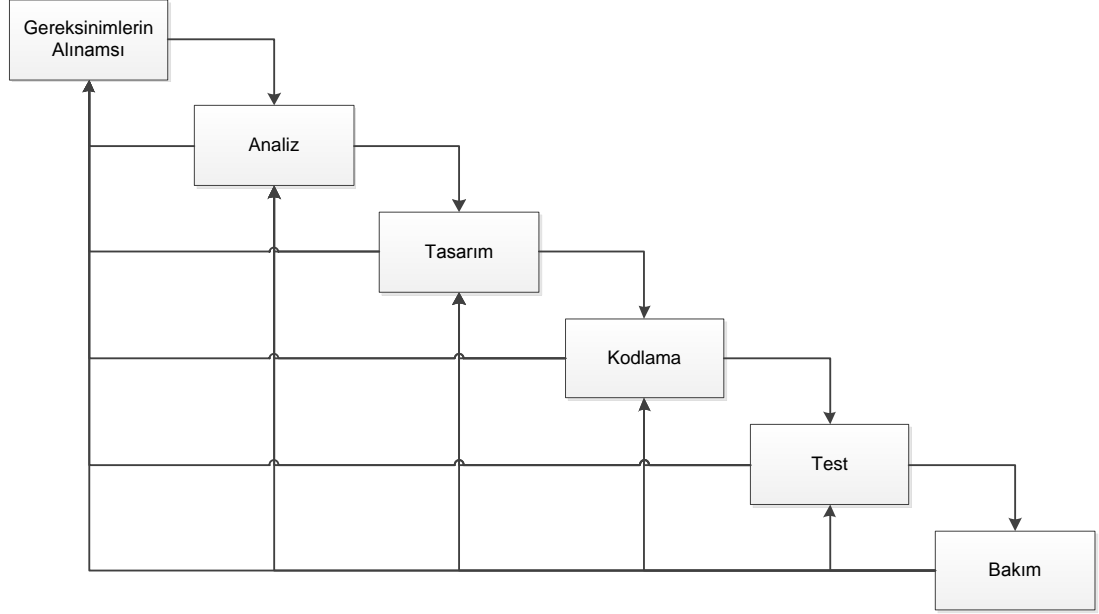 Gereksinimlerin
Alınamsı
Analiz
Tasarım
Kodlama
Test
Bakım